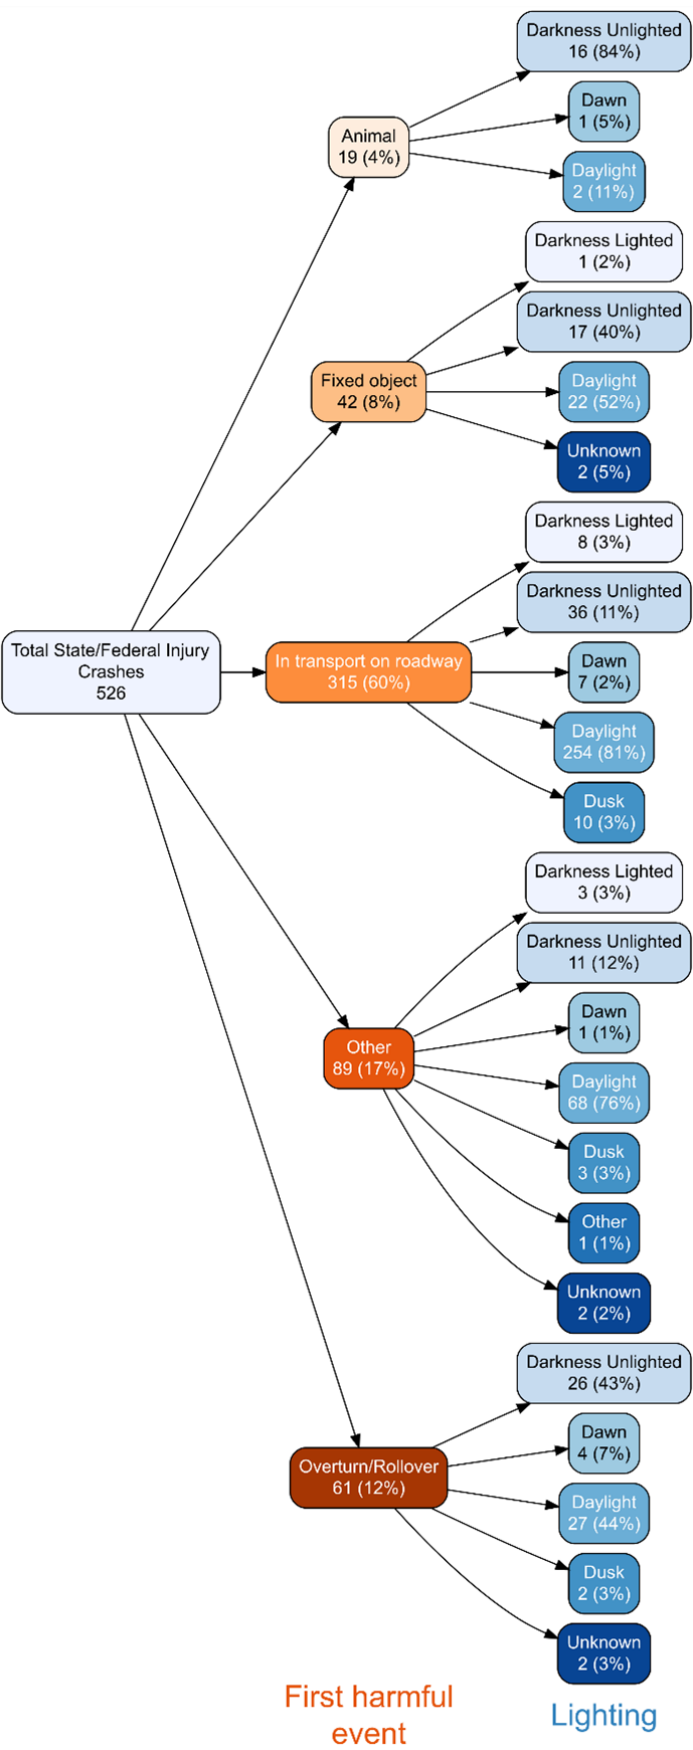 Darkness Unlighted
16 (84%)
Dawn
1 (5%)
Animal
19 (4%)
Daylight
2 (11%)
Darkness Lighted
1 (2%)
Darkness Unlighted
17 (40%)
Fixed object
42 (8%)
Daylight
22 (52%)
Unknown
2 (5%)
Darkness Lighted
8 (3%)
Darkness Unlighted
36 (11%)
Total State/Federal Injury
Crashes
526
In transport on roadway
315 (60%)
Dawn
7 (2%)
Daylight
254 (81%)
Dusk
10 (3%)
Darkness Lighted
3 (3%)
Darkness Unlighted
11 (12%)
Dawn
1 (1%)
Other
89 (17%)
Daylight
68 (76%)
Dusk
3 (3%)
Other
1 (1%)
Unknown
2 (2%)
Darkness Unlighted
26 (43%)
Dawn
4 (7%)
Overturn/Rollover
61 (12%)
Daylight
27 (44%)
Dusk
2 (3%)
Unknown
2 (3%)
First harmful
event
Lighting